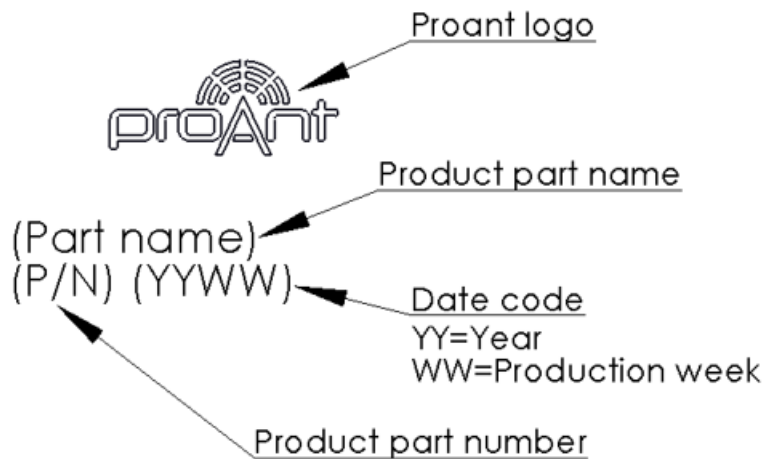 Proant logo
proAnt
Product part name
(Part name)
(P/N) (YYWW)
Date code
YY=Year
WW=Production week
Product part number